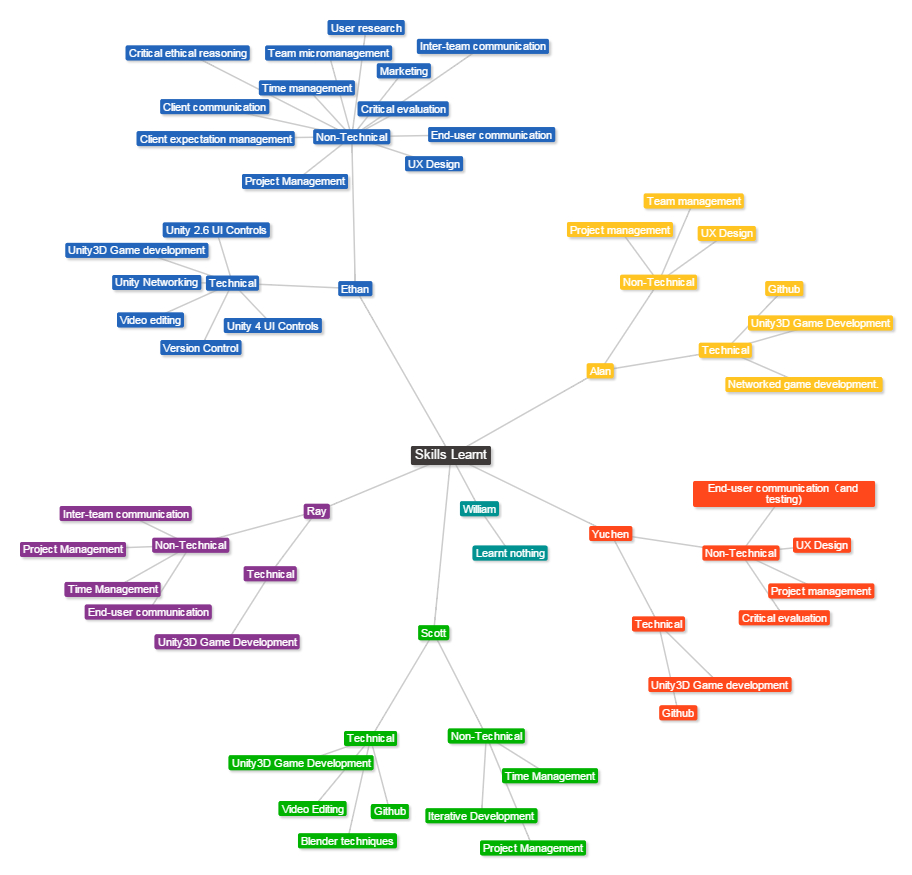 User research
Inter-team communication
Critical ethical reasoning
Team micromanagement
Marketing
Time management
Client communication
Critical evaluation
Client expectation management
Non-Technical
End-user communication
UX Design
Project Management
Unity 2.6 UI Controls
Unity3D Game development
Unity Networking
Technical
Ethan
Video editing
Unity 4 UI Controls
Version Control
Team management
Project management
UX Design
Non-Technical
Github
Unity3D Game Development
Technical
Alan
Networked game development.
Skills Learnt
End-user communication (and
testing)
William
Learnt nothing
Yuchen
Non-Technical
UX Design
Project management
Critical evaluation
Technical
Unity3D Game development
Github
Ray
Inter-team communication
Non-Technical
Project Management
Technical
Time Management
End-user communication
Unity3D Game Development
Scott
Technical
Non-Technical
Unity3D Game Development
Time Management
Video Editing
Github
Iterative Development
Blender techniques
Project Management